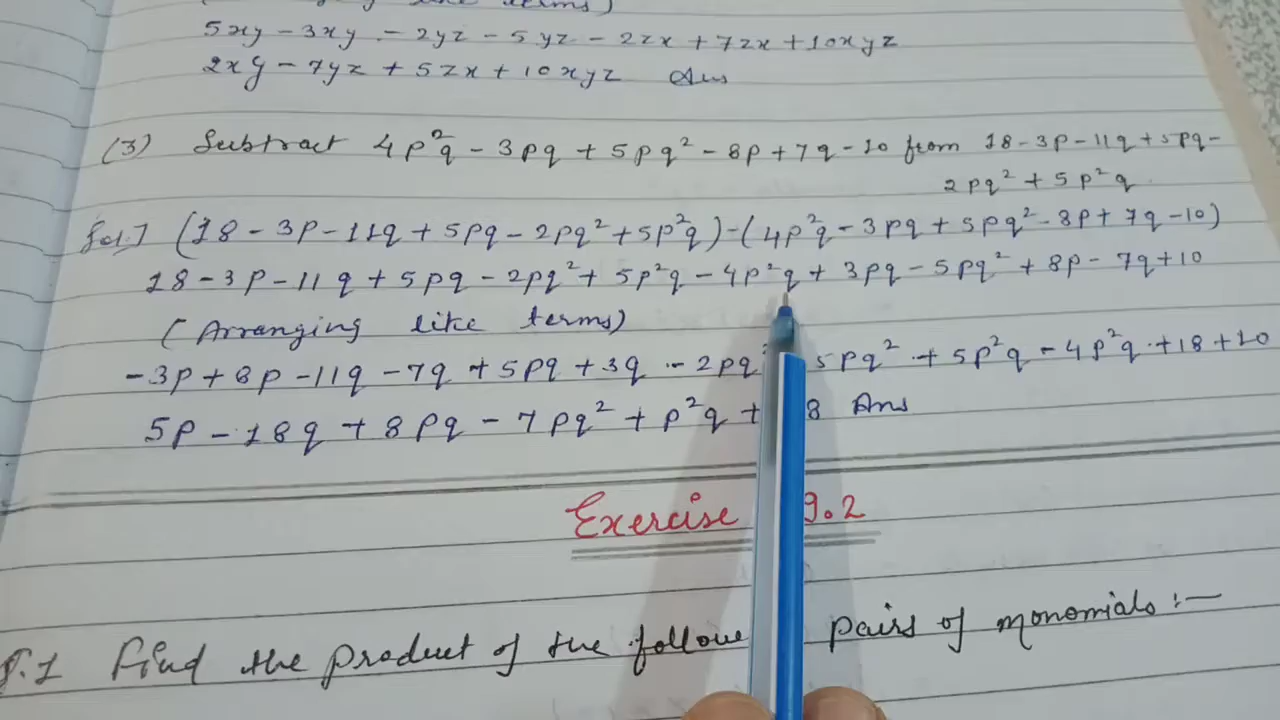 like terms)
5xy - 3xy - 2yz - 5yz - 2zx + 7zx + 10xyz
2xy - 7yz + 5zx + 10xyz Ans
(3) Subtract 4p²q - 3pq + 5pq² - 8p + 7q - 10 from 18 - 3p - 11q + 5pq -
2pq² + 5p²q
Sol.] (18 - 3p - 11q + 5pq - 2pq² + 5p²q) - (4p²q - 3pq + 5pq² - 8p + 7q - 10)
18 - 3p - 11q + 5pq - 2pq² + 5p²q - 4p²q + 3pq - 5pq² + 8p - 7q + 10
(Arranging like terms)
-3p + 8p - 11q - 7q + 5pq + 3q - 2pq² 5pq² + 5p²q - 4p²q + 18 + 10
5p - 18q + 8pq - 7pq² + p²q + 8 Ans
Exercise 9.2
Find the product of the pairs of monomials :-